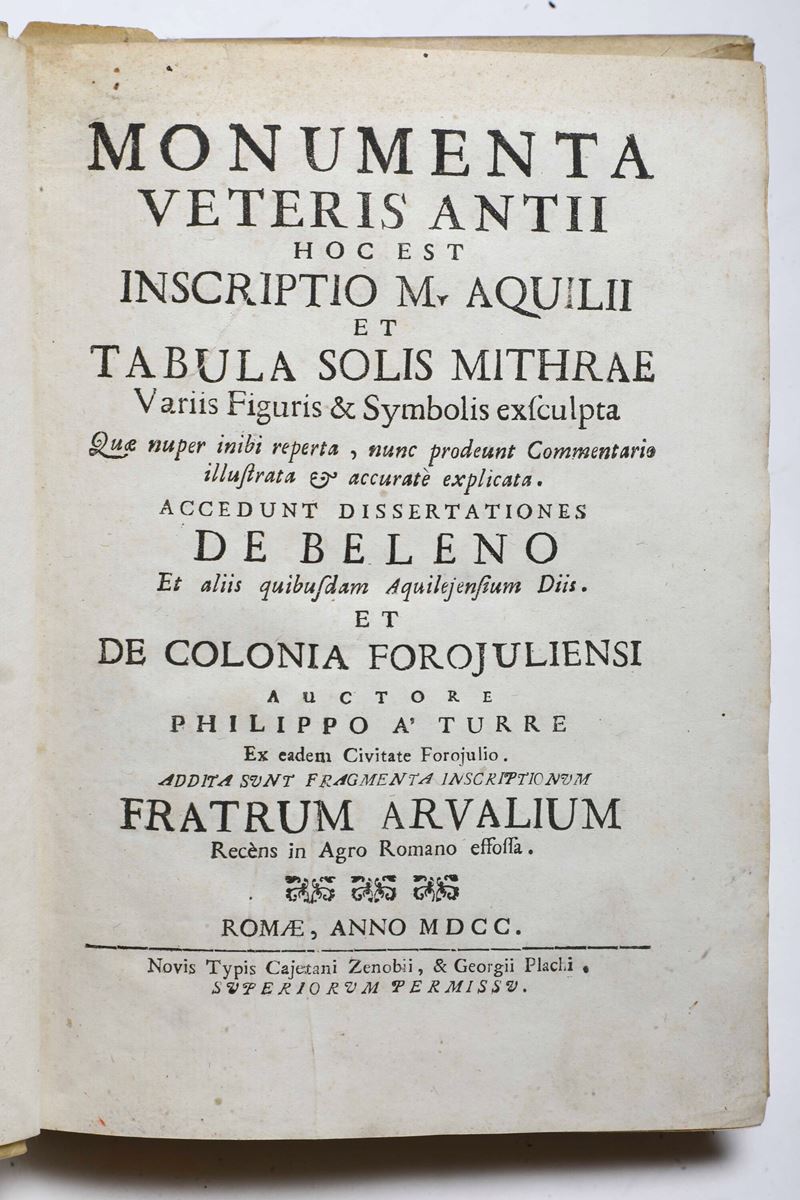 MONUMENTA
VETERIS ANTII
HOC EST
INSCRIPTIO M. AQUILII
ET
TABULA SOLIS MITHRAE
Variis Figuris & Symbolis exſculpta
Quæ nuper inibi reperta , nunc prodeunt Commentario
illuſtrata & accuratè explicata.
ACCEDUNT DISSERTATIONES
DE BELENO
Et aliis quibuſdam Aquilejenſium Diis.
ET
DE COLONIA FOROJULIENSI
AUCTORE
PHILIPPO A' TURRE
Ex eadem Civitate Forojulio.
ADDITA SVNT FRAGMENTA INSCRIPTIONVM
FRATRUM ARVALIUM
Recèns in Agro Romano effoſſa.
ROMÆ, ANNO MDCC.
Novis Typis Cajetani Zenobii, & Georgii Plachi.
SVPERIORVM PERMISSV.